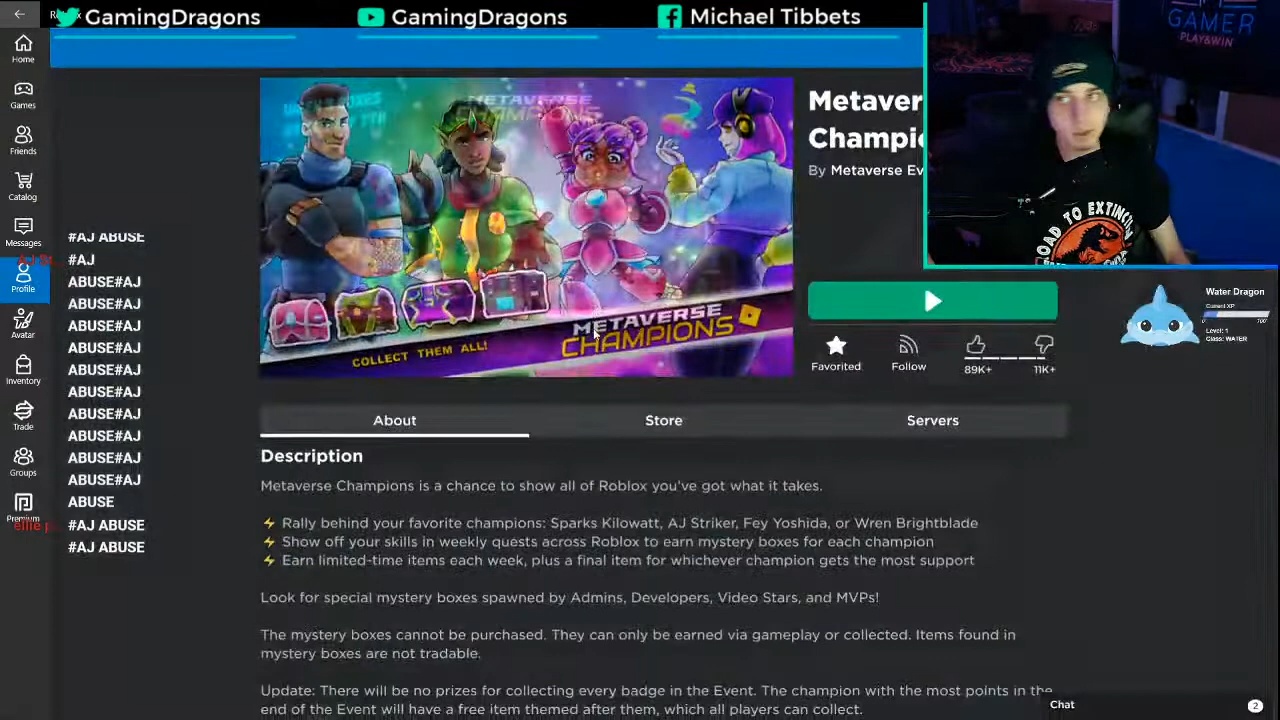 GamingDragons
GamingDragons
Michael Tibbets
Home
Games
Friends
Catalog
Messages
Profile
Avatar
Inventory
Trade
Groups
Premium
#AJ ABUSE
#AJ
ABUSE#AJ
ABUSE#AJ
ABUSE#AJ
ABUSE#AJ
ABUSE#AJ
ABUSE#AJ
ABUSE#AJ
ABUSE#AJ
ABUSE#AJ
ABUSE#AJ
ABUSE
#AJ ABUSE
#AJ ABUSE
METAVERSE
CHAMPIONS
COLLECT THEM ALL!
METAVERSE
CHAMPIONS
Metaver
Champi
By Metaverse Ev
GAMER
PLAY&WIN
ROAD TO EXTINC
Water Dragon
Current XP:
Level: 1
Class: WATER
Favorited
Follow
89K+
11K+
About
Store
Servers
Description
Metaverse Champions is a chance to show all of Roblox you've got what it takes.
⚡ Rally behind your favorite champions: Sparks Kilowatt, AJ Striker, Fey Yoshida, or Wren Brightblade
⚡ Show off your skills in weekly quests across Roblox to earn mystery boxes for each champion
⚡ Earn limited-time items each week, plus a final item for whichever champion gets the most support
Look for special mystery boxes spawned by Admins, Developers, Video Stars, and MVPs!
The mystery boxes cannot be purchased. They can only be earned via gameplay or collected. Items found in
mystery boxes are not tradable.
Update: There will be no prizes for collecting every badge in the Event. The champion with the most points in the
end of the Event will have a free item themed after them, which all players can collect.
Chat
2